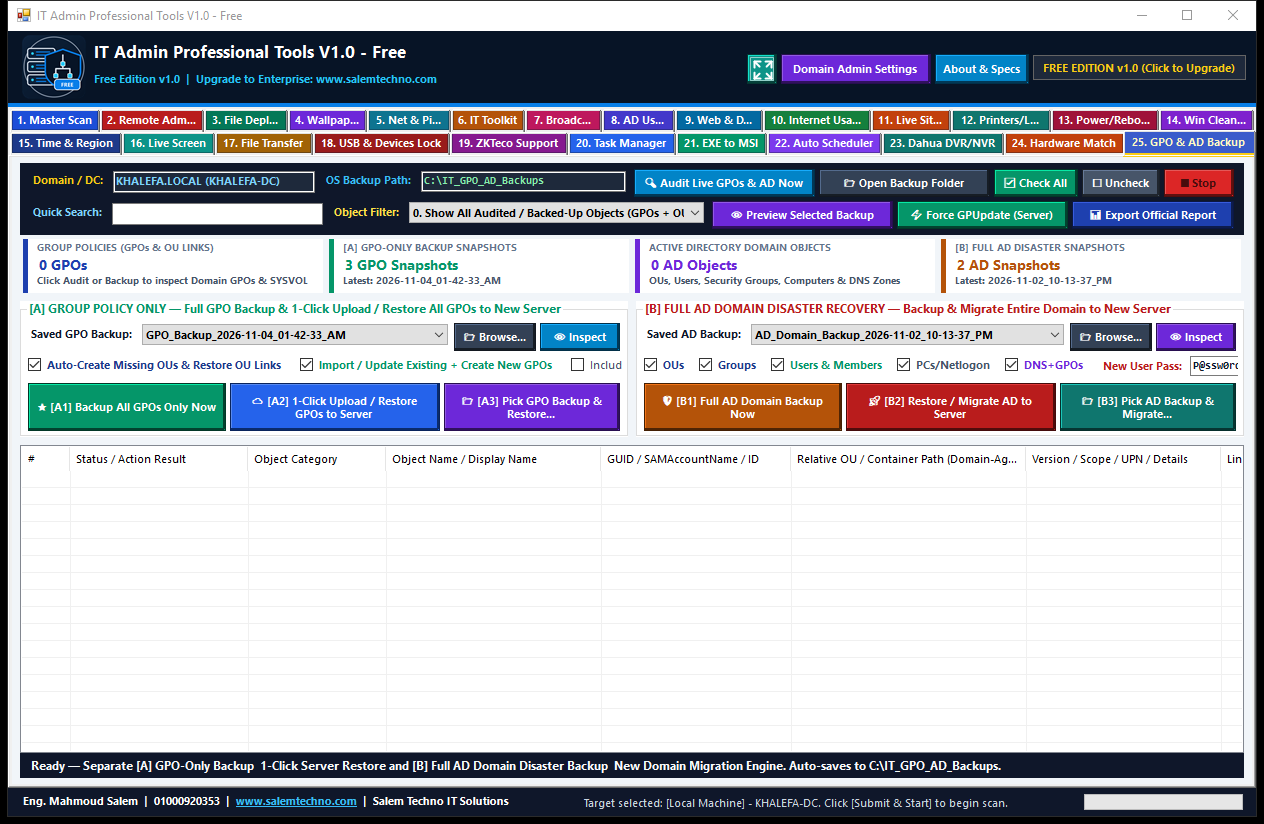 IT Admin Professional Tools V1.0 - Free
IT Admin Professional Tools V1.0 - Free
Free Edition v1.0 | Upgrade to Enterprise: www.salemtechno.com
FREE
Domain Admin Settings
About & Specs
FREE EDITION v1.0 (Click to Upgrade)
1. Master Scan
2. Remote Adm...
3. File Depl...
4. Wallpap...
5. Net & Pi...
6. IT Toolkit
7. Broadc...
8. AD Us...
9. Web & D...
10. Internet Usa...
11. Live Sit...
12. Printers/L...
13. Power/Rebo...
14. Win Clean...
15. Time & Region
16. Live Screen
17. File Transfer
18. USB & Devices Lock
19. ZKTeco Support
20. Task Manager
21. EXE to MSI
22. Auto Scheduler
23. Dahua DVR/NVR
24. Hardware Match
25. GPO & AD Backup
Domain / DC: KHALEFA.LOCAL (KHALEFA-DC)
OS Backup Path: C:\IT_GPO_AD_Backups
Audit Live GPOs & AD Now
Open Backup Folder
Check All
Uncheck
Stop
Quick Search:
Object Filter: 0. Show All Audited / Backed-Up Objects (GPOs + OU
Preview Selected Backup
Force GPUpdate (Server)
Export Official Report
GROUP POLICIES (GPOs & OU LINKS)
0 GPOs
Click Audit or Backup to inspect Domain GPOs & SYSVOL
[A] GPO-ONLY BACKUP SNAPSHOTS
3 GPO Snapshots
Latest: 2026-11-04_01-42-33_AM
ACTIVE DIRECTORY DOMAIN OBJECTS
0 AD Objects
OUs, Users, Security Groups, Computers & DNS Zones
[B] FULL AD DISASTER SNAPSHOTS
2 AD Snapshots
Latest: 2026-11-02_10-13-37_PM
[A] GROUP POLICY ONLY — Full GPO Backup & 1-Click Upload / Restore All GPOs to New Server
Saved GPO Backup: GPO_Backup_2026-11-04_01-42-33_AM
Browse...
Inspect
Auto-Create Missing OUs & Restore OU Links
Import / Update Existing + Create New GPOs
Includ
[A1] Backup All GPOs Only Now
[A2] 1-Click Upload / Restore
GPOs to Server
[A3] Pick GPO Backup &
Restore...
[B] FULL AD DOMAIN DISASTER RECOVERY — Backup & Migrate Entire Domain to New Server
Saved AD Backup: AD_Domain_Backup_2026-11-02_10-13-37_PM
Browse...
Inspect
OUs
Groups
Users & Members
PCs/Netlogon
DNS+GPOs
New User Pass: P@ssw0rd
[B1] Full AD Domain Backup
Now
[B2] Restore / Migrate AD to
Server
[B3] Pick AD Backup &
Migrate...
#
Status / Action Result
Object Category
Object Name / Display Name
GUID / SAMAccountName / ID
Relative OU / Container Path (Domain-Ag...
Version / Scope / UPN / Details
Lin
Ready — Separate [A] GPO-Only Backup 1-Click Server Restore and [B] Full AD Domain Disaster Backup New Domain Migration Engine. Auto-saves to C:\IT_GPO_AD_Backups.
Eng. Mahmoud Salem | 01000920353 | www.salemtechno.com | Salem Techno IT Solutions
Target selected: [Local Machine] - KHALEFA-DC. Click [Submit & Start] to begin scan.